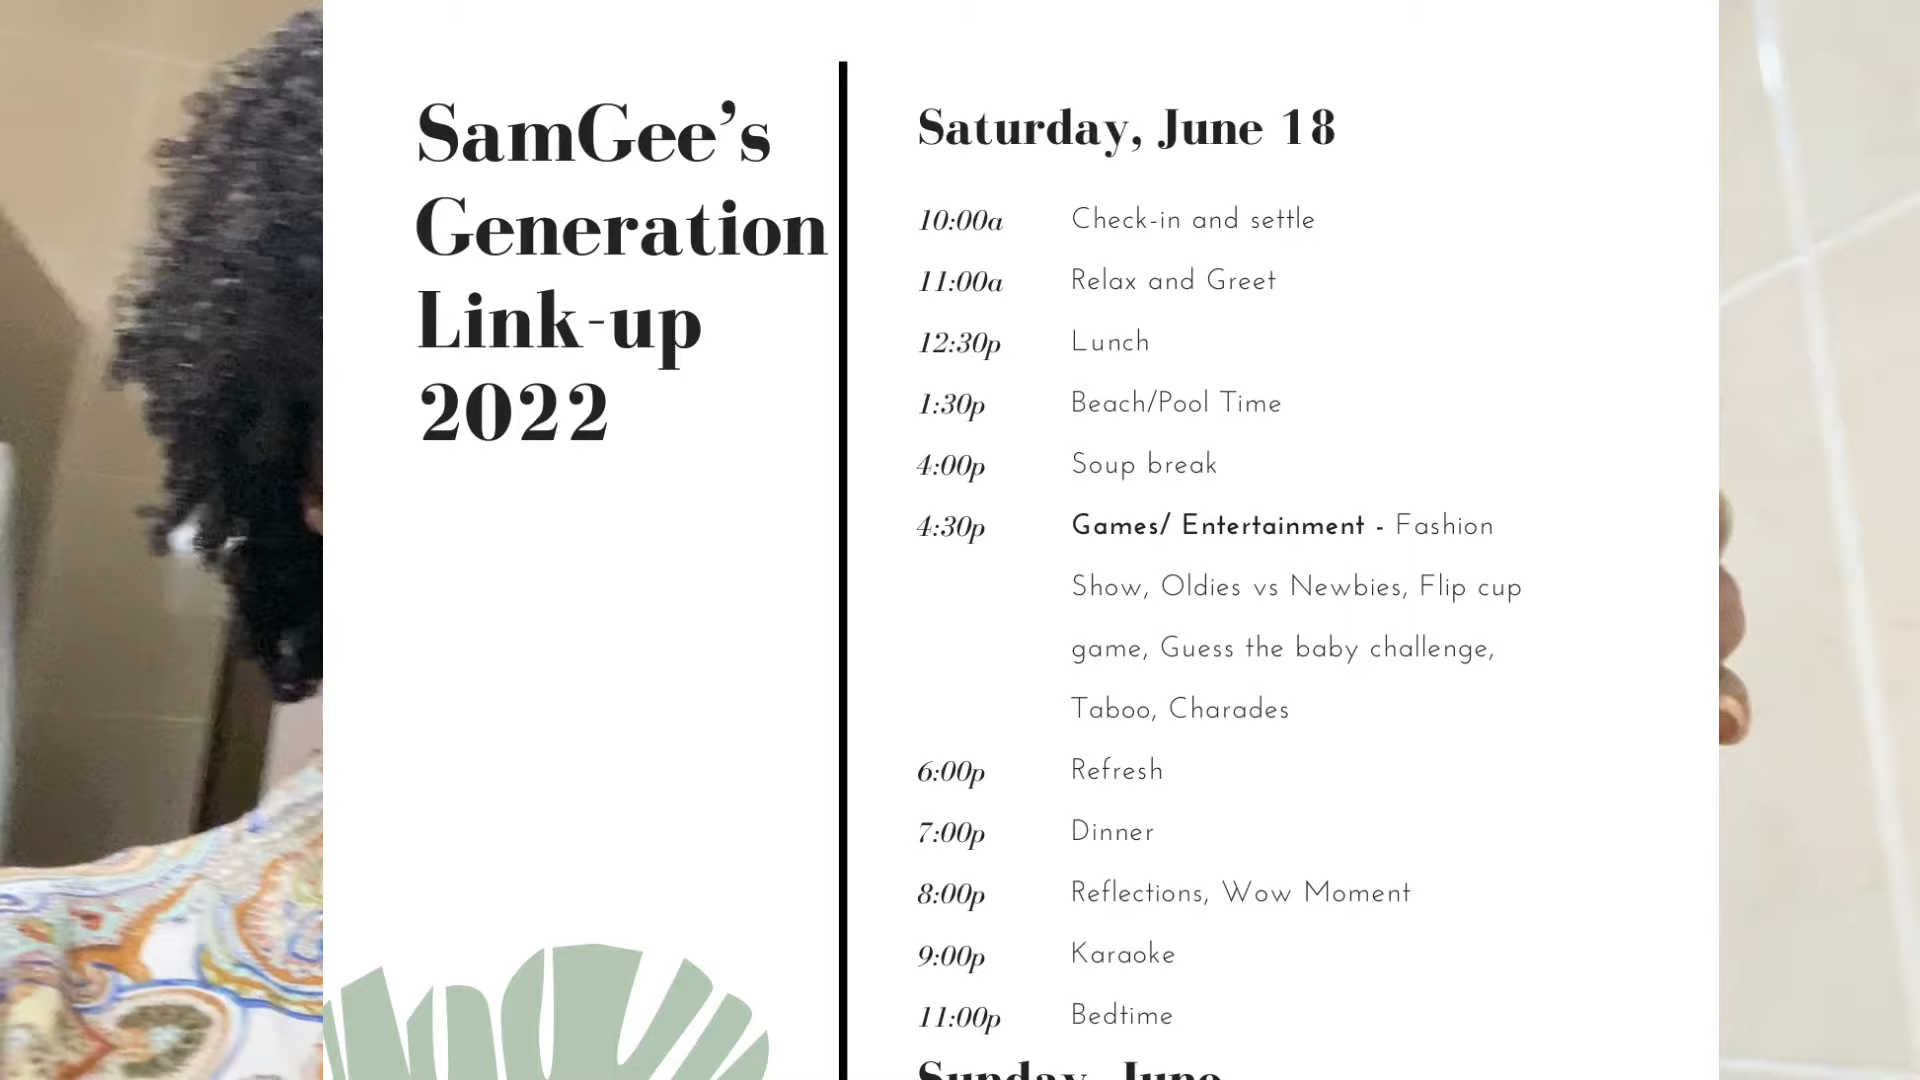 SamGee's
Generation
Link-up
2022
Saturday, June 18
10:00a Check-in and settle
11:00a Relax and Greet
12:30p Lunch
1:30p Beach/Pool Time
4:00p Soup break
4:30p Games/ Entertainment - Fashion
Show, Oldies vs Newbies, Flip cup
game, Guess the baby challenge,
Taboo, Charades
6:00p Refresh
7:00p Dinner
8:00p Reflections, Wow Moment
9:00p Karaoke
11:00p Bedtime
Sunday, June